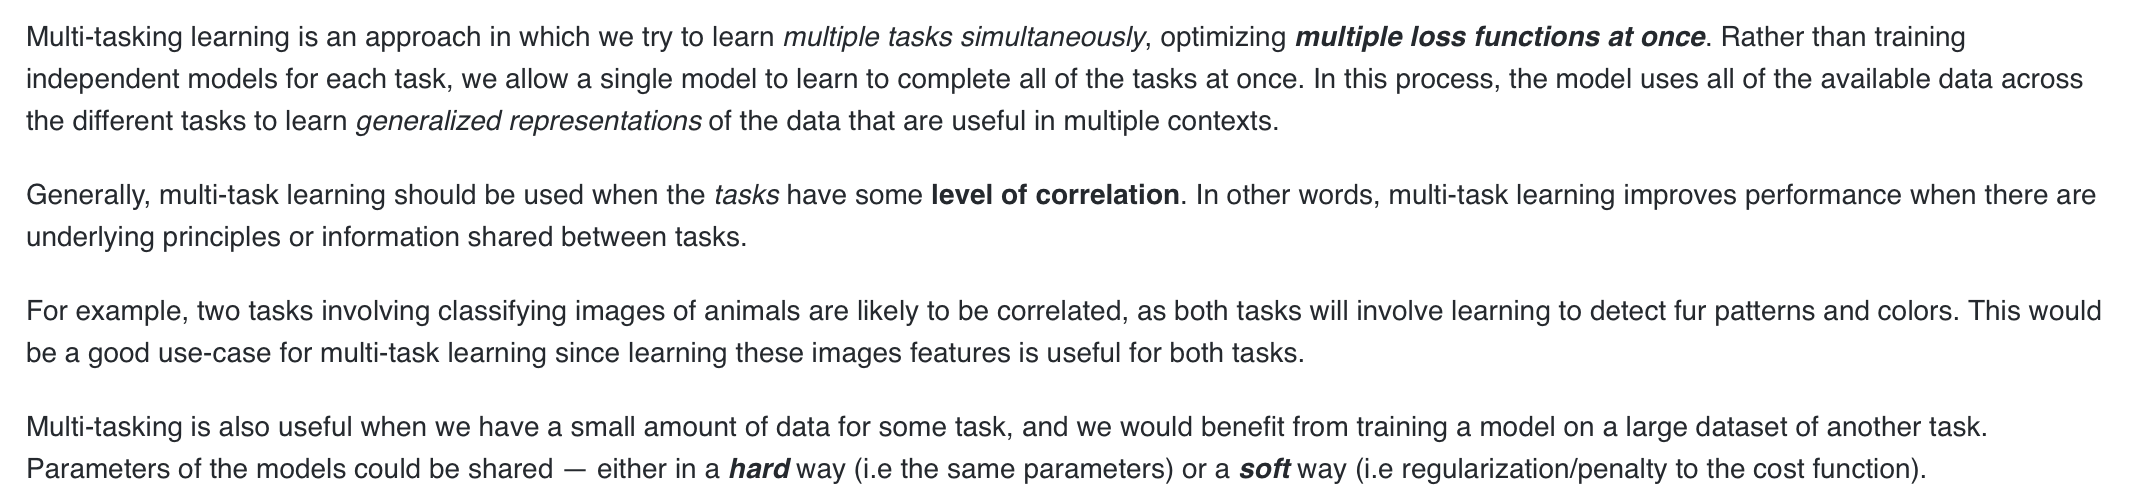 Multi-tasking learning is an approach in which we try to learn multiple tasks simultaneously, optimizing multiple loss functions at once. Rather than training
independent models for each task, we allow a single model to learn to complete all of the tasks at once. In this process, the model uses all of the available data across
the different tasks to learn generalized representations of the data that are useful in multiple contexts.
Generally, multi-task learning should be used when the tasks have some level of correlation. In other words, multi-task learning improves performance when there are
underlying principles or information shared between tasks.
For example, two tasks involving classifying images of animals are likely to be correlated, as both tasks will involve learning to detect fur patterns and colors. This would
be a good use-case for multi-task learning since learning these images features is useful for both tasks.
Multi-tasking is also useful when we have a small amount of data for some task, and we would benefit from training a model on a large dataset of another task.
Parameters of the models could be shared — either in a hard way (i.e the same parameters) or a soft way (i.e regularization/penalty to the cost function).